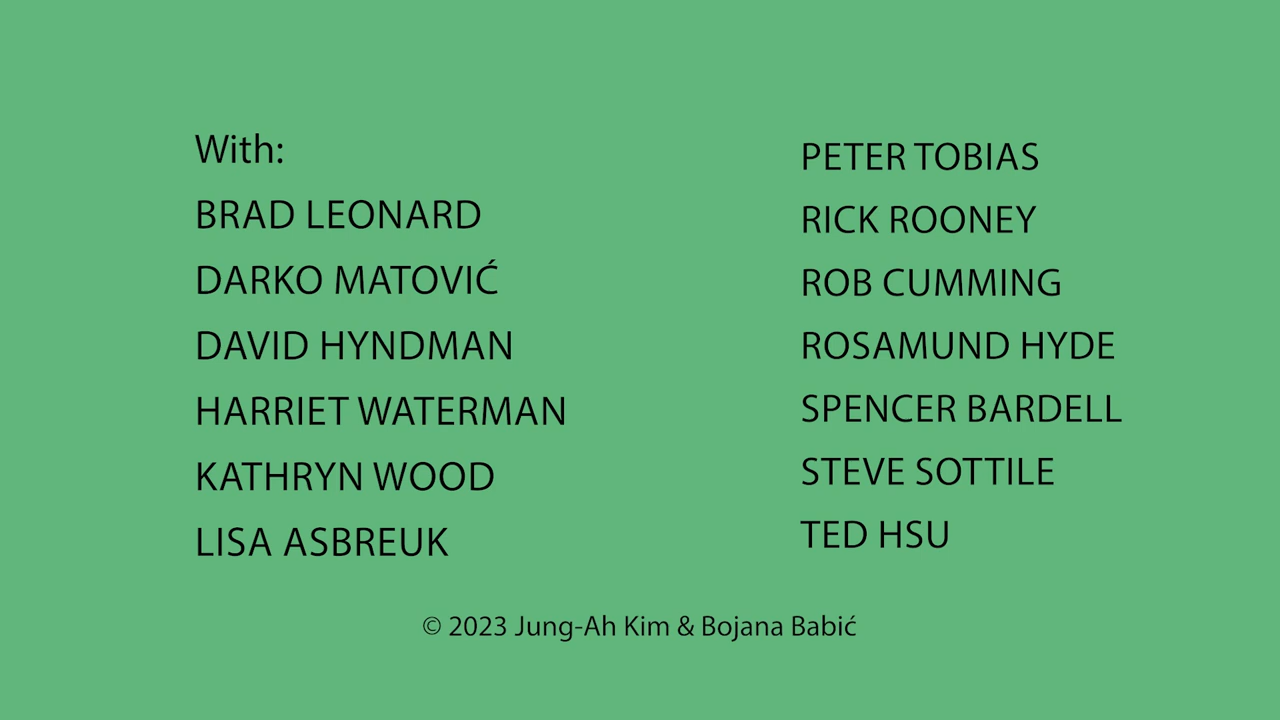 With:
BRAD LEONARD
DARKO MATOVIĆ
DAVID HYNDMAN
HARRIET WATERMAN
KATHRYN WOOD
LISA ASBREUK
PETER TOBIAS
RICK ROONEY
ROB CUMMING
ROSAMUND HYDE
SPENCER BARDELL
STEVE SOTTILE
TED HSU
© 2023 Jung-Ah Kim & Bojana Babić